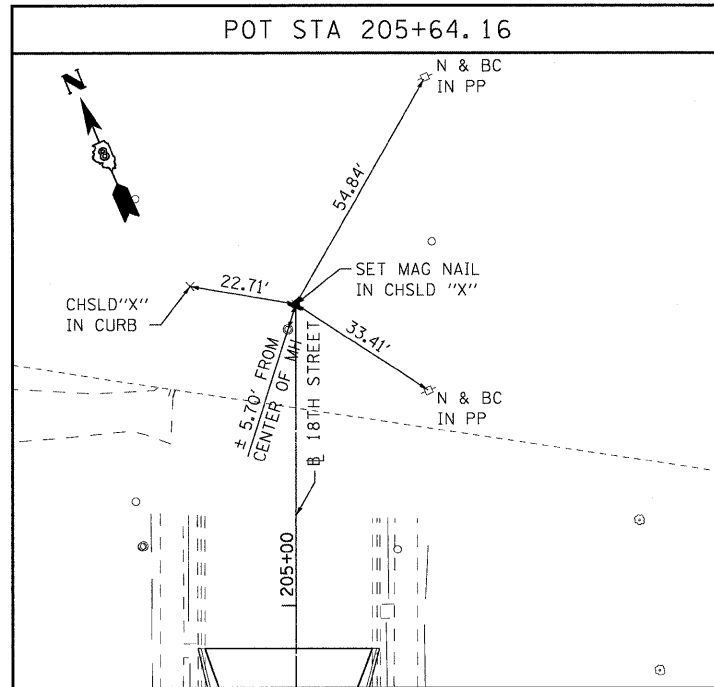 POT STA 205+64.16
N
N & BC
IN PP
54.84'
SET MAG NAIL
IN CHSLD "X"
22.71'
CHSLD"X"
IN CURB
33.41'
N & BC
IN PP
± 5.70' FROM
CENTER OF MH
18TH STREET
205+00